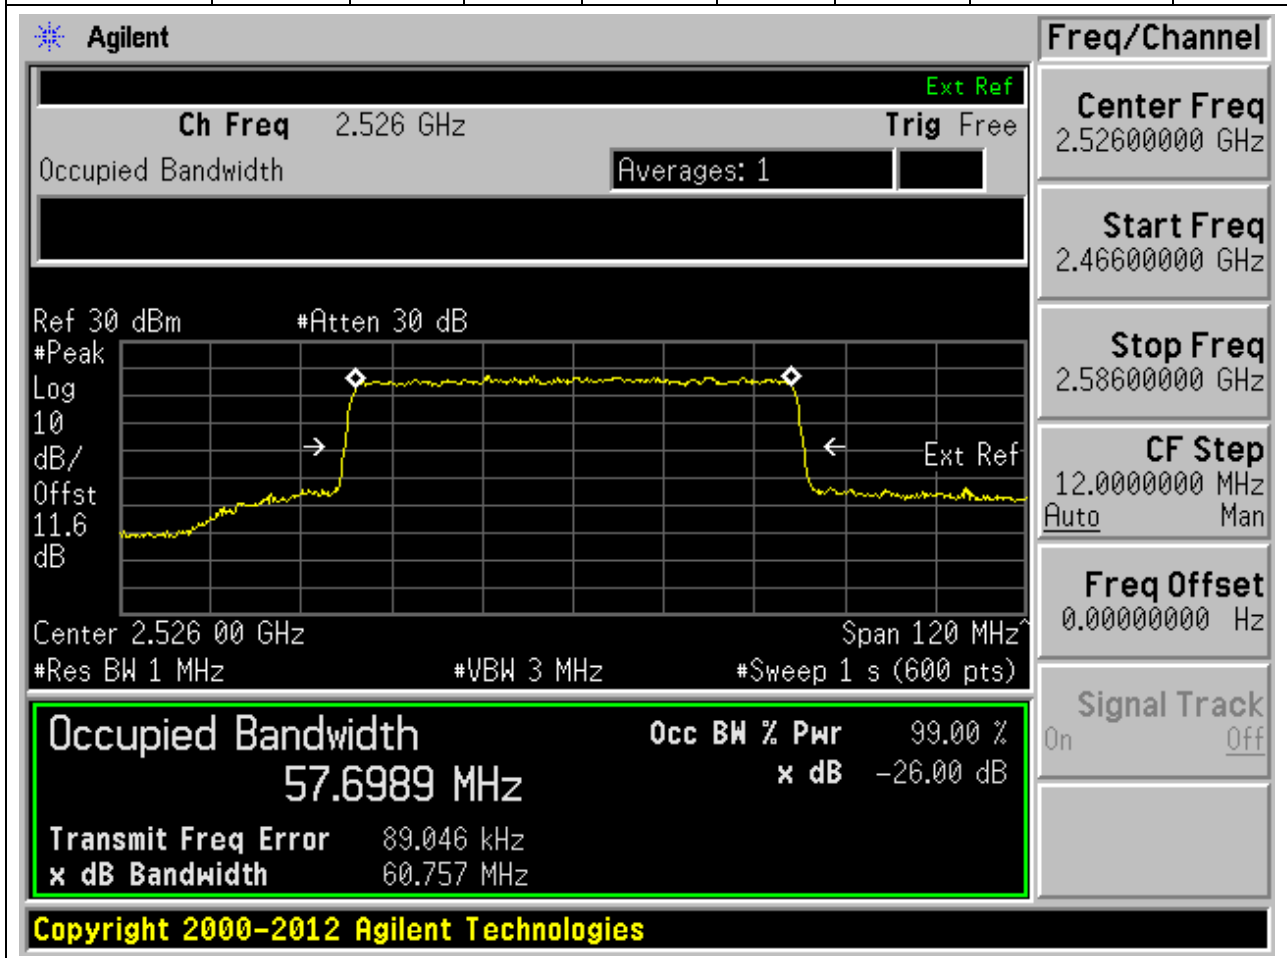 Agilent
Freq/Channel
Ext Ref
Ch Freq 2.526 GHz Trig Free
Occupied Bandwidth Averages: 1
Center Freq
2.52600000 GHz
Start Freq
2.46600000 GHz
Stop Freq
2.58600000 GHz
CF Step
12.0000000 MHz
Auto Man
Freq Offset
0.00000000 Hz
Signal Track
On Off
Ref 30 dBm #Atten 30 dB
#Peak
Log
10
dB/
Offst
11.6
dB
Ext Ref
Center 2.526 00 GHz Span 120 MHz^
#Res BW 1 MHz #VBW 3 MHz #Sweep 1 s (600 pts)
Occupied Bandwidth
57.6989 MHz
Occ BW % Pwr 99.00 %
x dB -26.00 dB
Transmit Freq Error 89.046 kHz
x dB Bandwidth 60.757 MHz
Copyright 2000-2012 Agilent Technologies